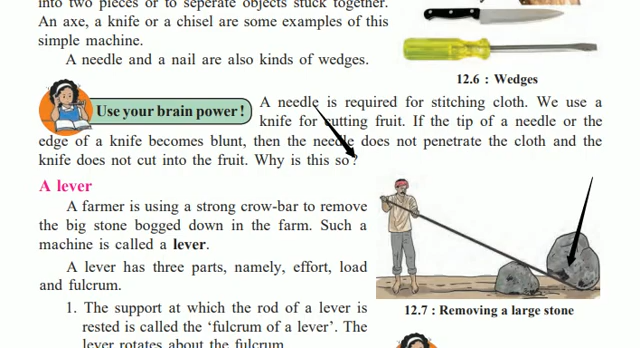 into two pieces or to seperate objects stuck together.
An axe, a knife or a chisel are some examples of this
simple machine.
A needle and a nail are also kinds of wedges.
12.6 : Wedges
Use your brain power!
A needle is required for stitching cloth. We use a
knife for cutting fruit. If the tip of a needle or the
edge of a knife becomes blunt, then the needle does not penetrate the cloth and the
knife does not cut into the fruit. Why is this so?
A lever
A farmer is using a strong crow-bar to remove
the big stone bogged down in the farm. Such a
machine is called a lever.
A lever has three parts, namely, effort, load
and fulcrum.
1. The support at which the rod of a lever is
rested is called the ‘fulcrum of a lever’. The
lever rotates about the fulcrum.
12.7 : Removing a large stone